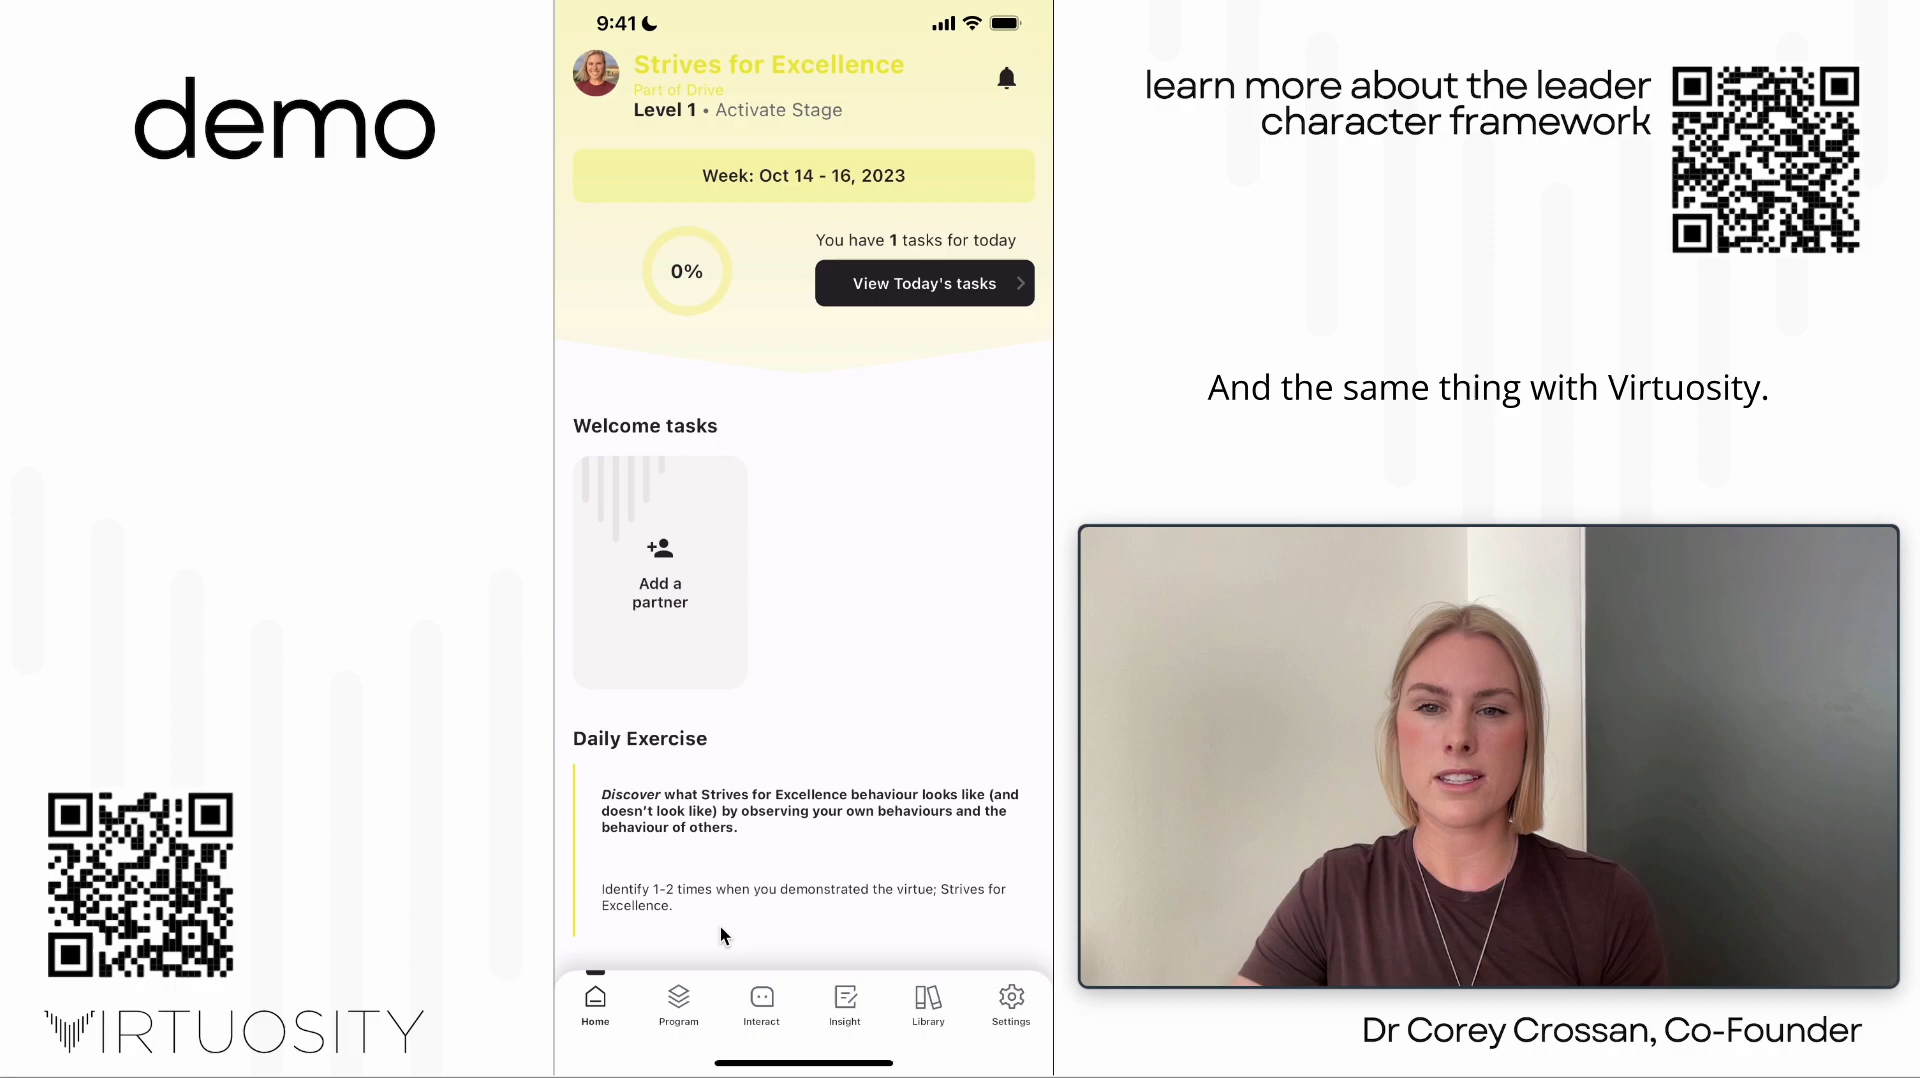 demo
VIRTUOSITY
9:41
Strives for Excellence
Part of Drive
Level 1 • Activate Stage
Week: Oct 14 - 16, 2023
0%
You have 1 tasks for today
View Today's tasks
Welcome tasks
Add a
partner
Daily Exercise
Discover what Strives for Excellence behaviour looks like (and
doesn't look like) by observing your own behaviours and the
behaviour of others.
Identify 1-2 times when you demonstrated the virtue; Strives for
Excellence.
Home
Program
Interact
Insight
Library
Settings
learn more about the leader
character framework
And the same thing with Virtuosity.
Dr Corey Crossan, Co-Founder